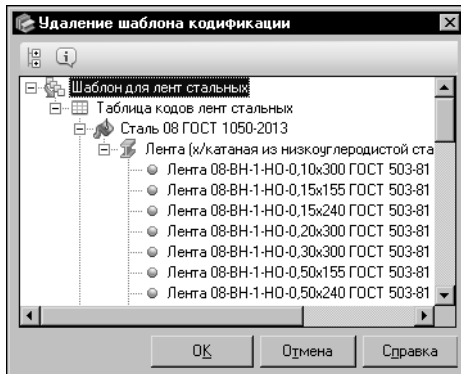 Удаление шаблона кодификации
Шаблон для лент стальных
Таблица кодов лент стальных
Сталь 08 ГОСТ 1050-2013
Лента (х/катаная из низкоуглеродистой ста
Лента 08-ВН-1-НО-0,10х300 ГОСТ 503-81
Лента 08-ВН-1-НО-0,15х155 ГОСТ 503-81
Лента 08-ВН-1-НО-0,15х240 ГОСТ 503-81
Лента 08-ВН-1-НО-0,20х300 ГОСТ 503-81
Лента 08-ВН-1-НО-0,30х300 ГОСТ 503-81
Лента 08-ВН-1-НО-0,50х155 ГОСТ 503-81
Лента 08-ВН-1-НО-0,50х240 ГОСТ 503-81
ОК Отмена Справка